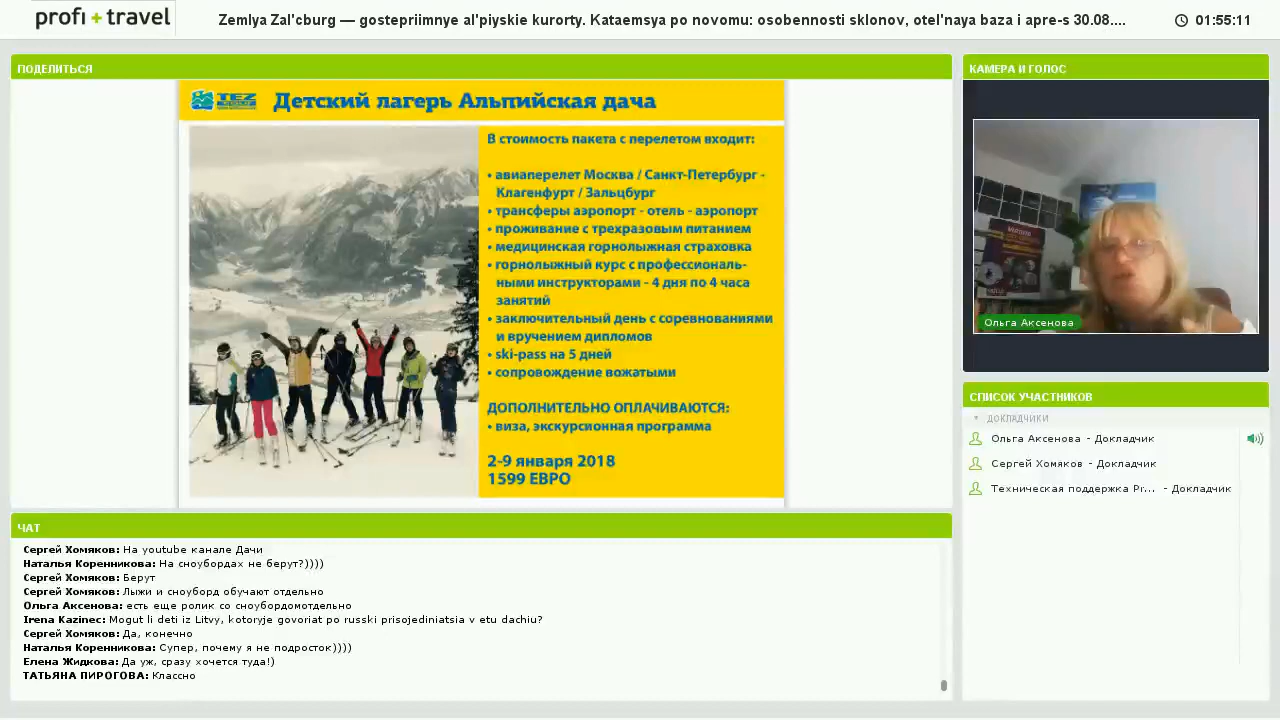 profi + travel
Zemlya Zal'cburg — gostepriimnye al'piyskie kurorty. Kataemsya po novomu: osobennosti sklonov, otel'naya baza i apre-s 30.08....
01:55:11
ПОДЕЛИТЬСЯ
TEZ TOUR
Детский лагерь Альпийская дача
В стоимость пакета с перелетом входит:
• авиаперелет Москва / Санкт-Петербург -
Клагенфурт / Зальцбург
• трансферы аэропорт - отель - аэропорт
• проживание с трехразовым питанием
• медицинская горнолыжная страховка
• горнолыжный курс с профессиональ-
ными инструкторами - 4 дня по 4 часа
занятий
• заключительный день с соревнованиями
и вручением дипломов
• ski-pass на 5 дней
• сопровождение вожатыми
ДОПОЛНИТЕЛЬНО ОПЛАЧИВАЮТСЯ:
• виза, экскурсионная программа
2-9 января 2018
1599 ЕВРО
КАМЕРА И ГОЛОС
Ольга Аксенова
СПИСОК УЧАСТНИКОВ
ДОКЛАДЧИКИ
Ольга Аксенова - Докладчик
Сергей Хомяков - Докладчик
Техническая поддержка Pr... - Докладчик
ЧАТ
Сергей Хомяков: На youtube канале Дачи
Наталья Коренникова: На сноубордах не берут?))))
Сергей Хомяков: Берут
Сергей Хомяков: Лыжи и сноуборд обучают отдельно
Ольга Аксенова: есть еще ролик со сноубордомотдельно
Irena Kazinec: Mogut li deti iz Litvy, kotoryje govoriat po russki prisojediniatsia v etu dachiu?
Сергей Хомяков: Да, конечно
Наталья Коренникова: Супер, почему я не подросток))))
Елена Жидкова: Да уж, сразу хочется туда!)
ТАТЬЯНА ПИРОГОВА: Классно